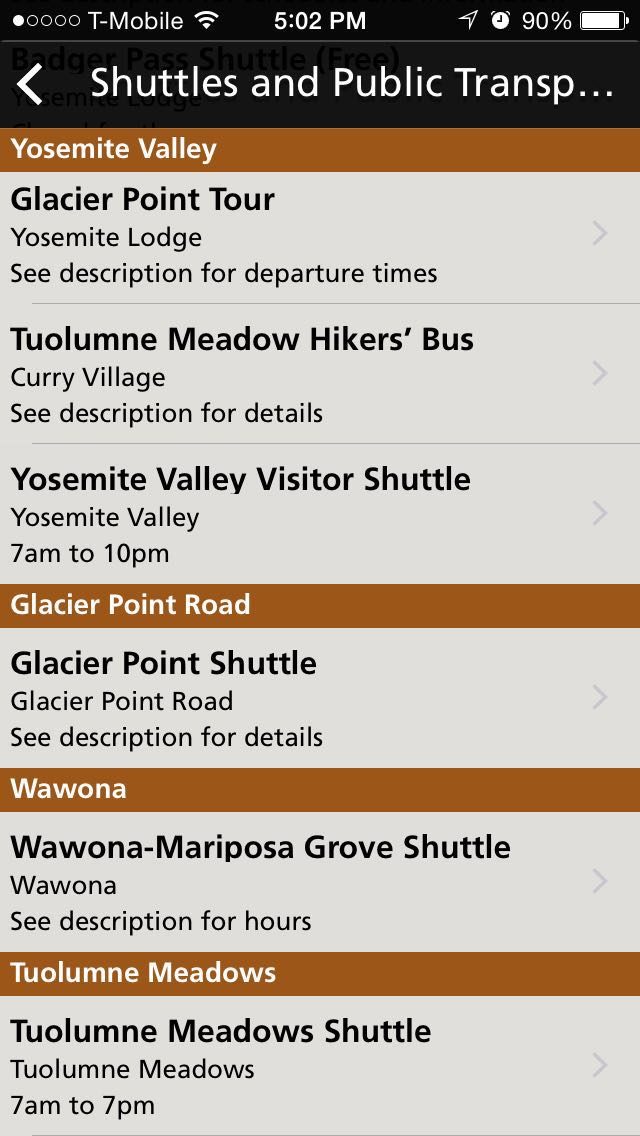 T-Mobile 5:02 PM 90%
Badger Pass Shuttle (Free)
Shuttles and Public Transp...
Yosemite Lodge
Yosemite Valley
Glacier Point Tour
Yosemite Lodge
See description for departure times
Tuolumne Meadow Hikers’ Bus
Curry Village
See description for details
Yosemite Valley Visitor Shuttle
Yosemite Valley
7am to 10pm
Glacier Point Road
Glacier Point Shuttle
Glacier Point Road
See description for details
Wawona
Wawona-Mariposa Grove Shuttle
Wawona
See description for hours
Tuolumne Meadows
Tuolumne Meadows Shuttle
Tuolumne Meadows
7am to 7pm